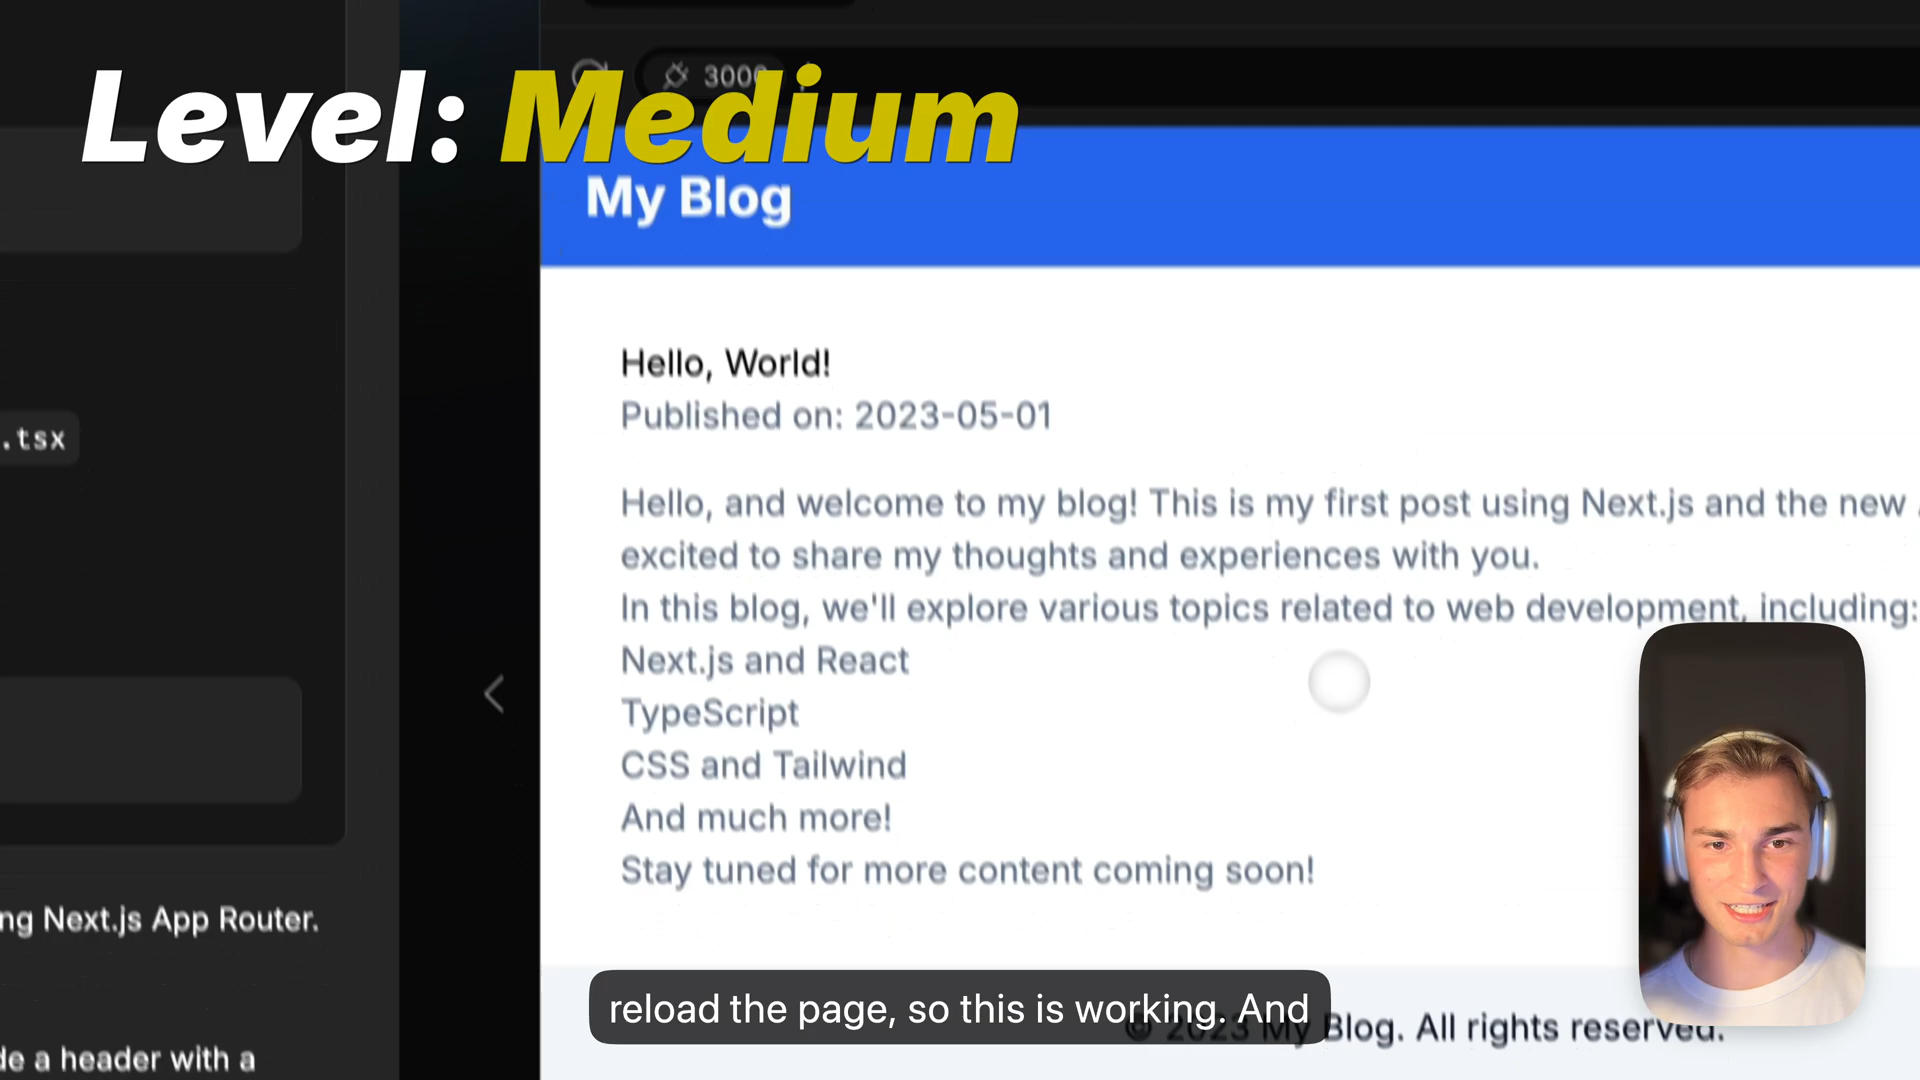 Level: Medium
3000 /
My Blog
Hello, World!
Published on: 2023-05-01
Hello, and welcome to my blog! This is my first post using Next.js and the new
excited to share my thoughts and experiences with you.
In this blog, we'll explore various topics related to web development, including:
Next.js and React
TypeScript
CSS and Tailwind
And much more!
Stay tuned for more content coming soon!
© 2023 My Blog. All rights reserved.
.tsx
ng Next.js App Router.
de a header with a
reload the page, so this is working. And